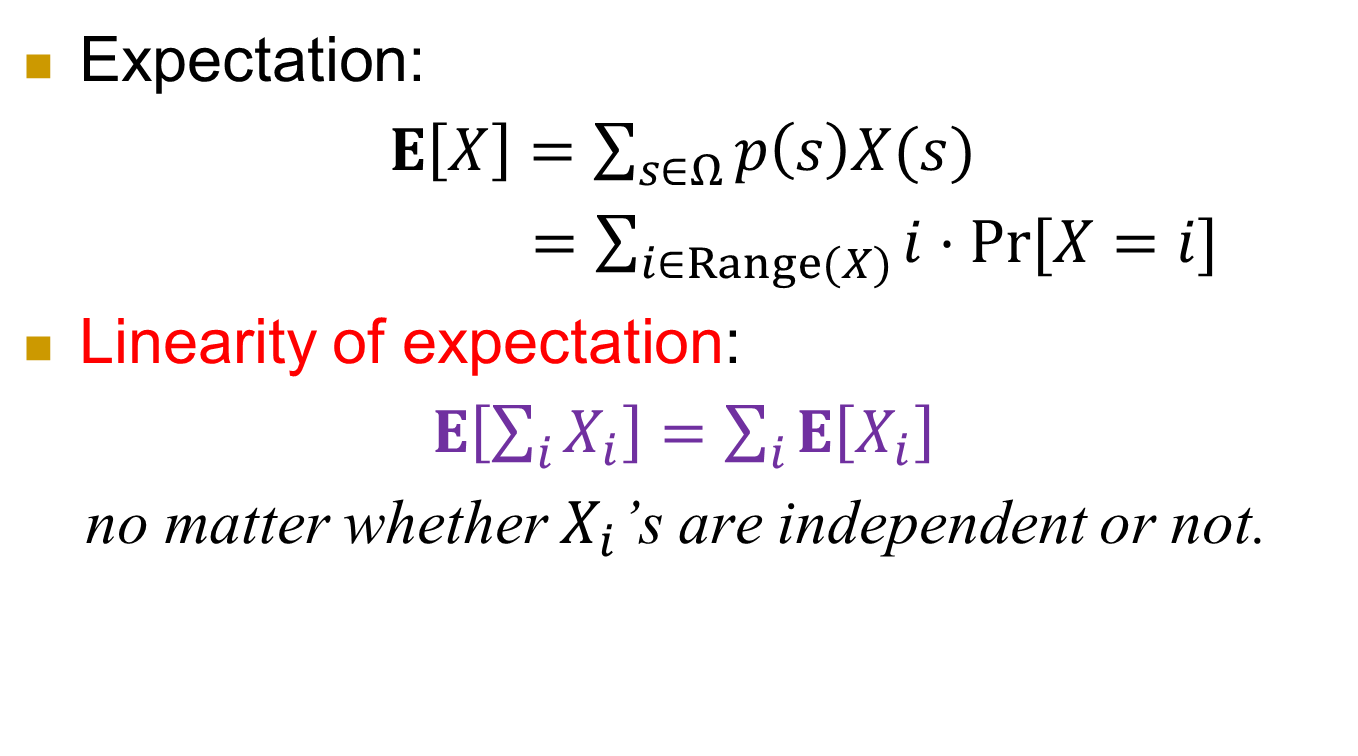 ■ Expectation:
𝐄[𝑋] = ∑_{𝑠∈Ω} 𝑝(𝑠)𝑋(𝑠)
= ∑_{𝑖∈Range(𝑋)} 𝑖 · Pr[𝑋 = 𝑖]
■ Linearity of expectation:
𝐄[∑_𝑖 𝑋_𝑖] = ∑_𝑖 𝐄[𝑋_𝑖]
no matter whether 𝑋_𝑖 ’s are independent or not.